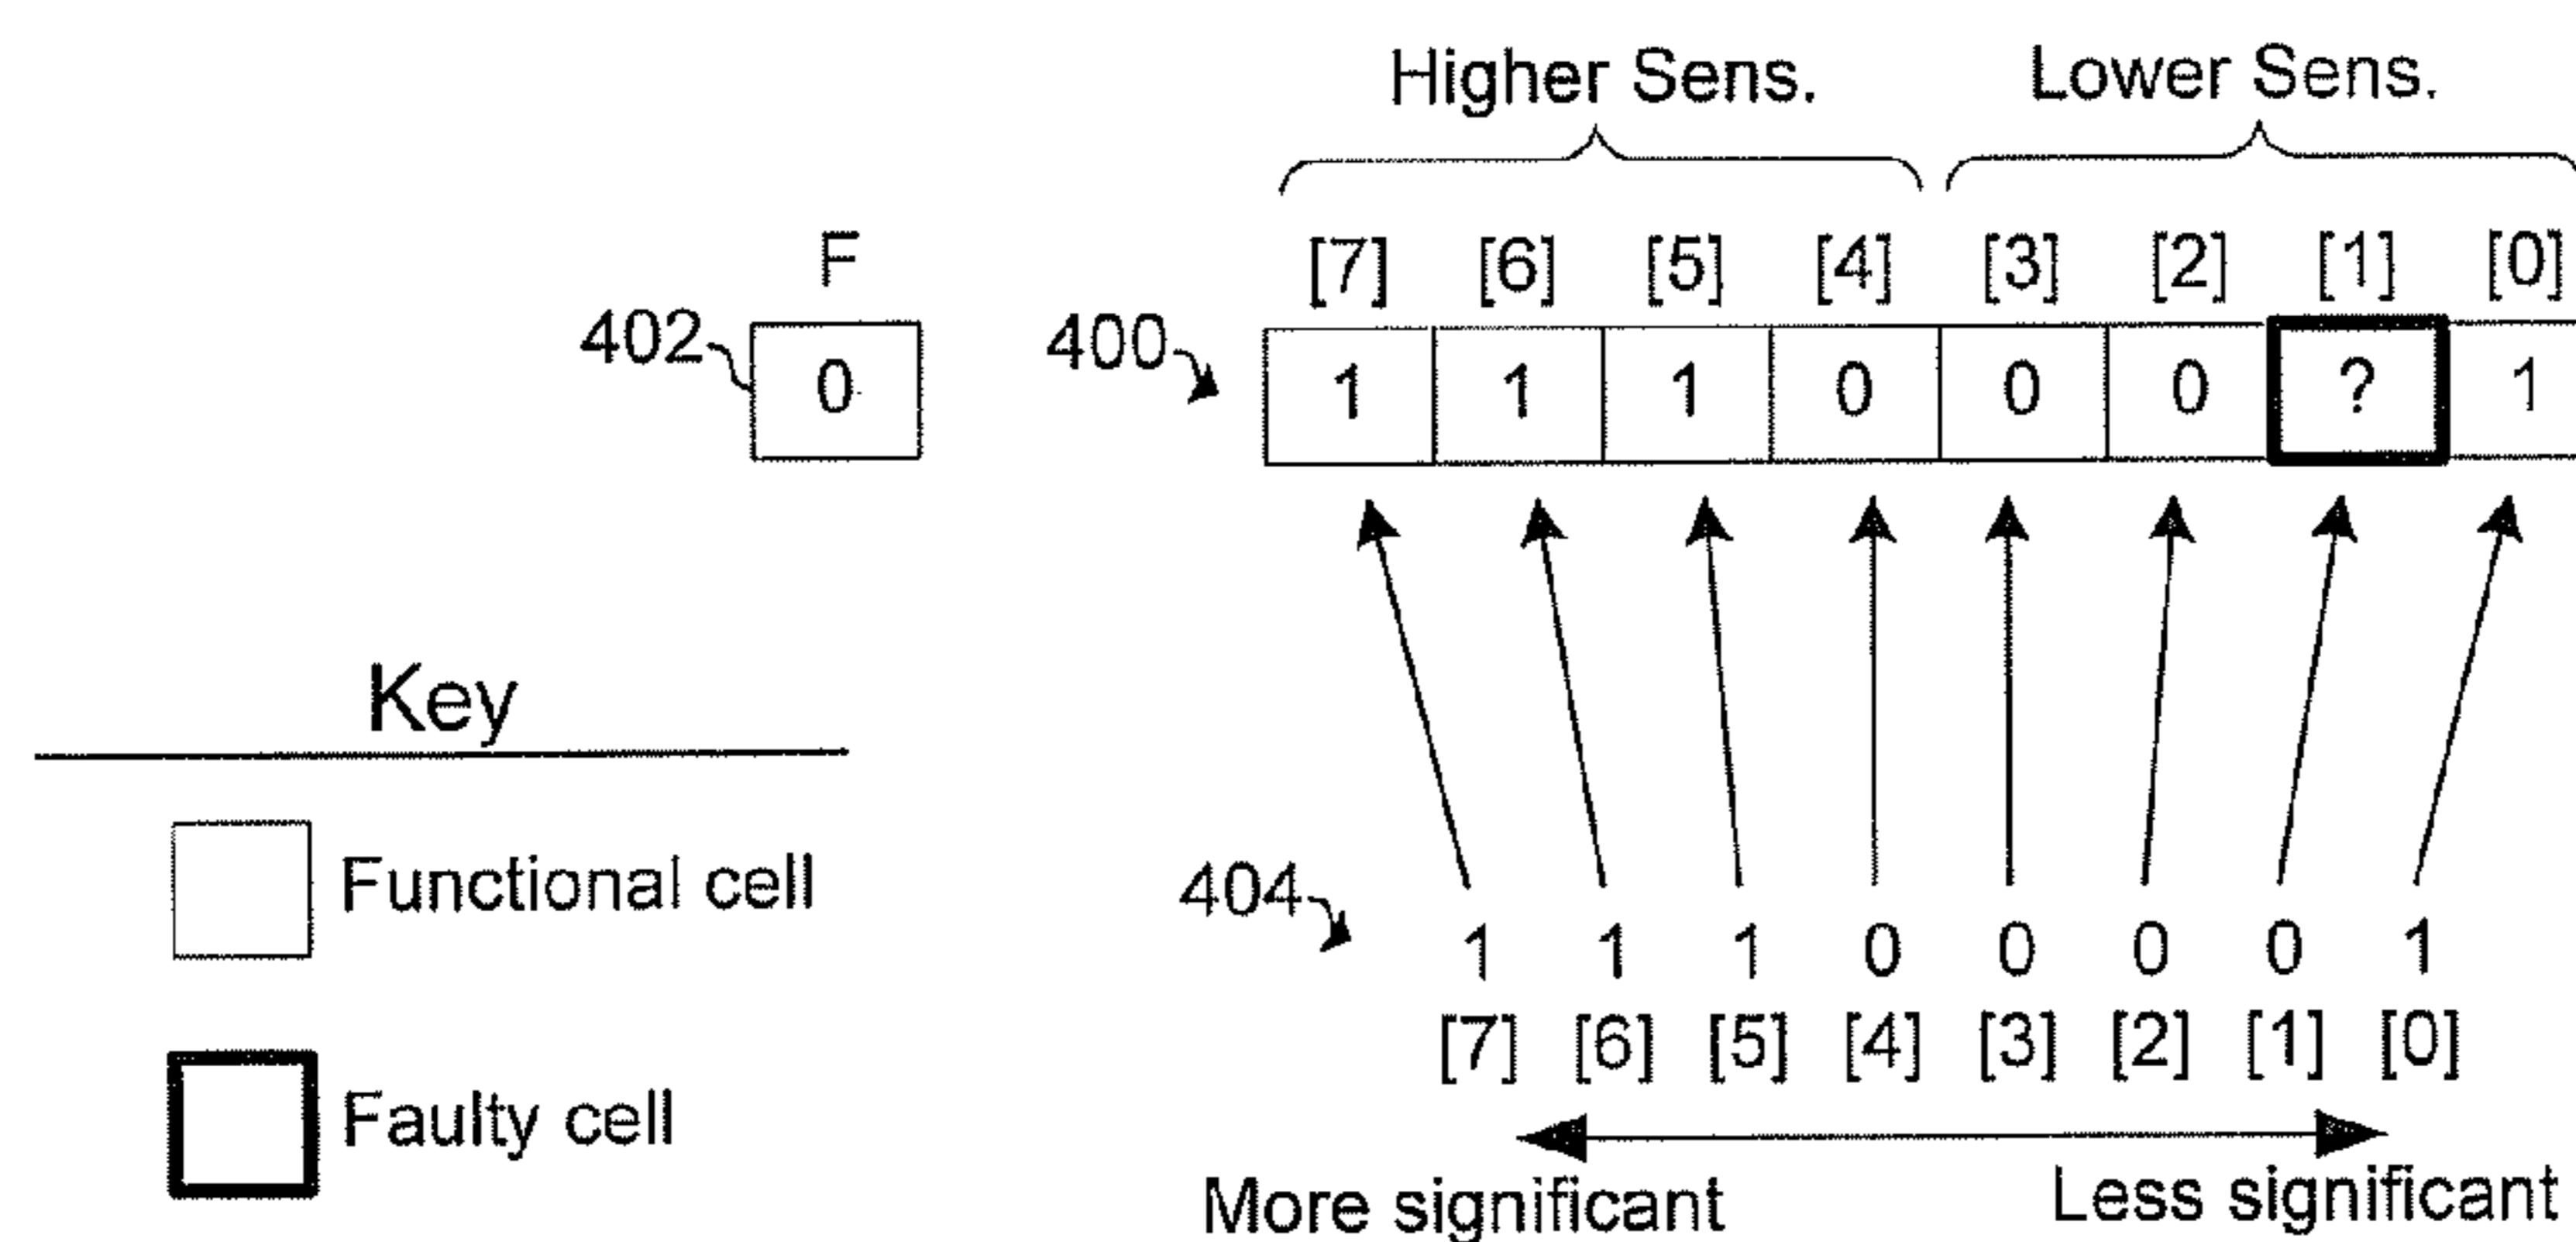 Higher Sens. Lower Sens.
F [7] [6] [5] [4] [3] [2] [1] [0]
402 0 400 1 1 1 0 0 0 ? 1
Key
Functional cell
404 1 1 1 0 0 0 0 1
[7] [6] [5] [4] [3] [2] [1] [0]
Faulty cell
More significant Less significant